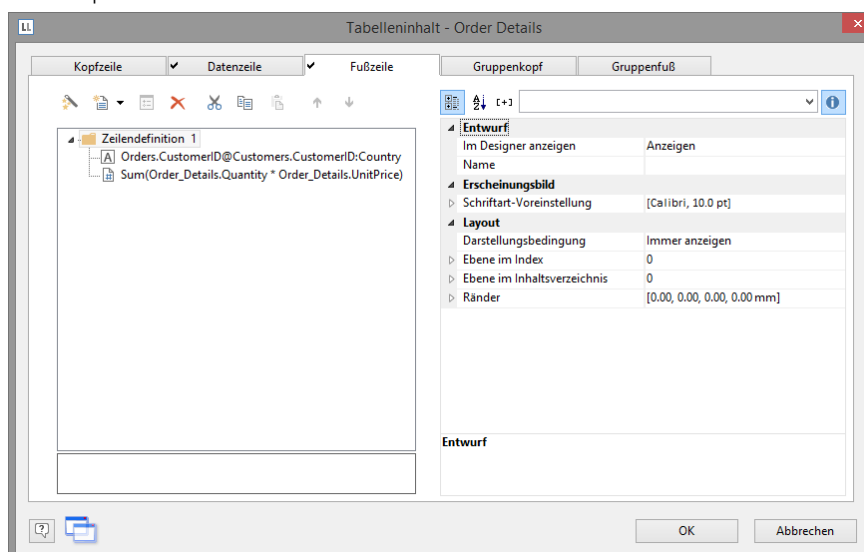 LL
Tabelleninhalt - Order Details
Kopfzeile
Datenzeile
Fußzeile
Gruppenkopf
Gruppenfuß
Zeilendefinition 1
A Orders.CustomerID@Customers.CustomerID:Country
Sum(Order_Details.Quantity * Order_Details.UnitPrice)
Entwurf
Im Designer anzeigen Anzeigen
Name
Erscheinungsbild
Schriftart-Voreinstellung [Calibri, 10.0 pt]
Layout
Darstellungsbedingung Immer anzeigen
Ebene im Index 0
Ebene im Inhaltsverzeichnis 0
Ränder [0.00, 0.00, 0.00, 0.00 mm]
Entwurf
OK
Abbrechen